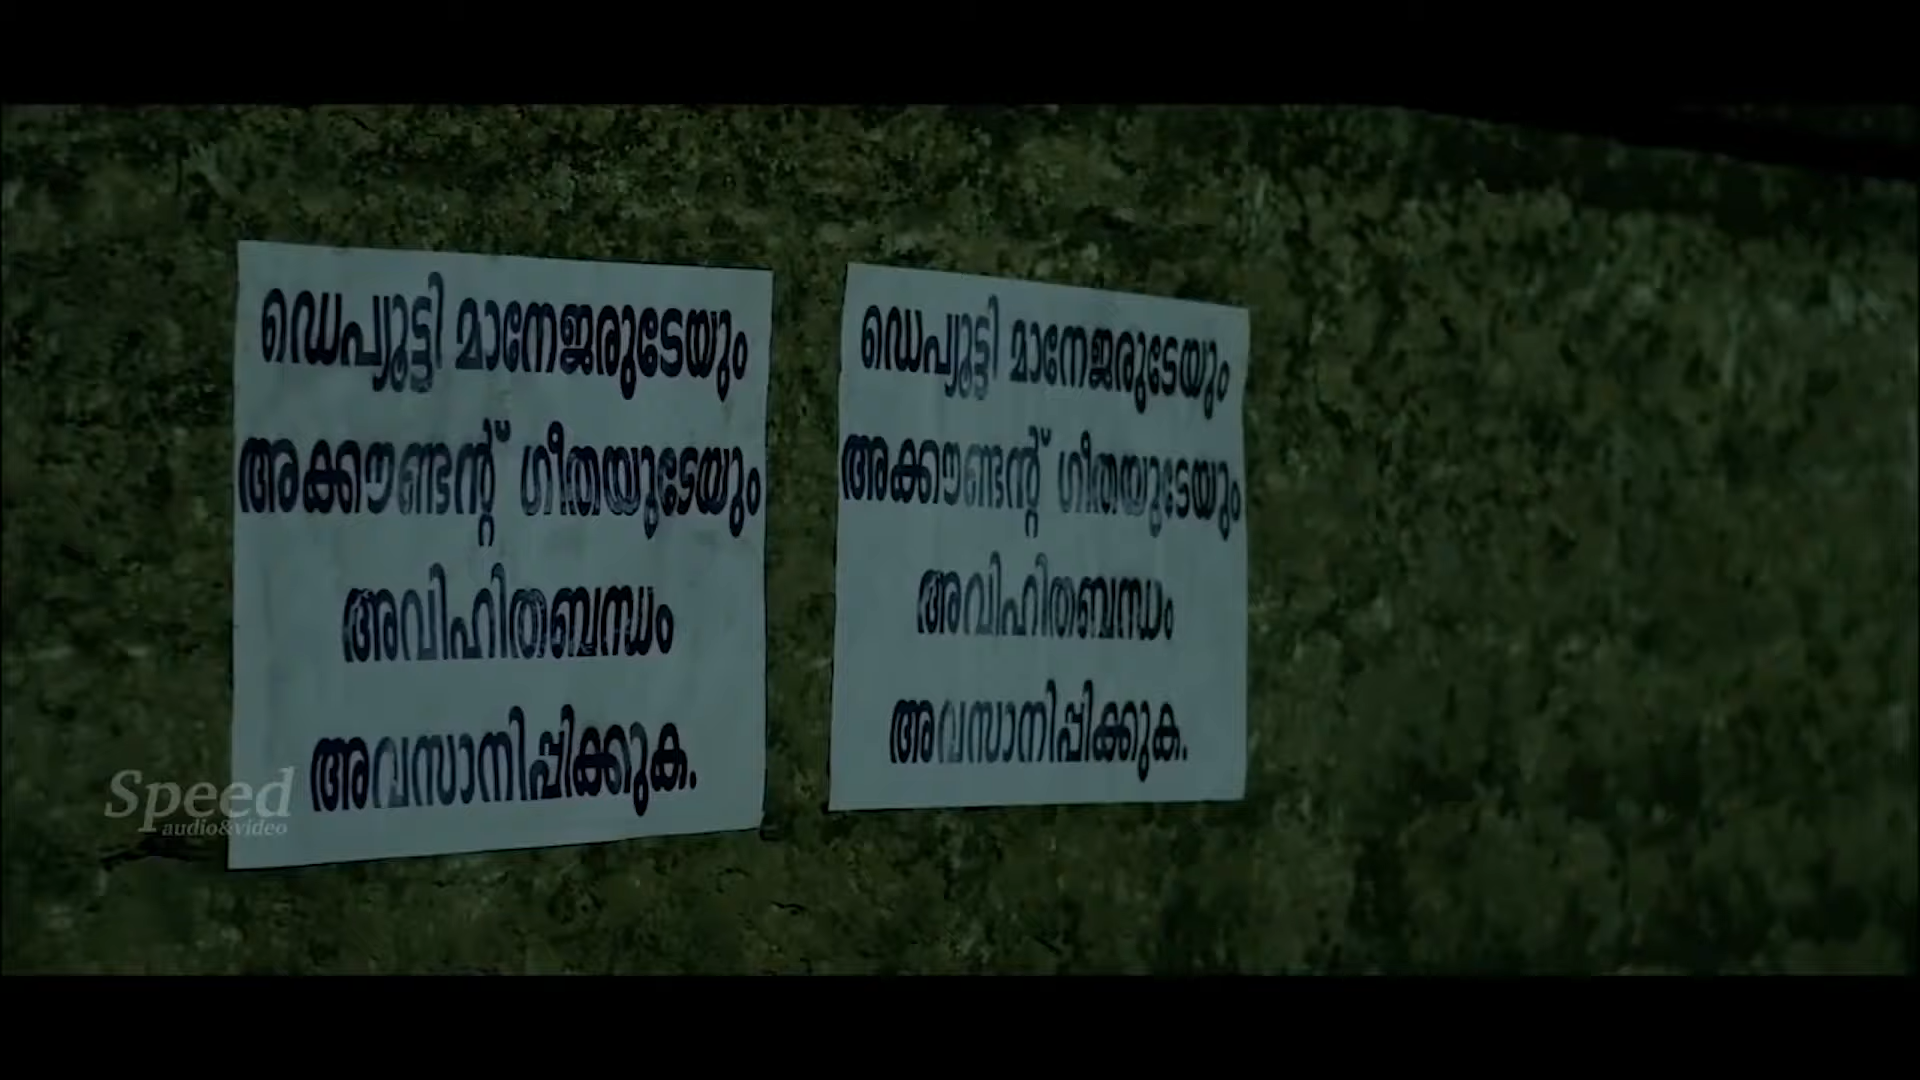 ഡെപ്യൂട്ടി മാനേജരുടേയും
അക്കൗണ്ടന്റ് ഗീതയുടേയും
അവിഹിതബന്ധം
അവസാനിപ്പിക്കുക.
ഡെപ്യൂട്ടി മാനേജരുടേയും
അക്കൗണ്ടന്റ് ഗീതയുടേയും
അവിഹിതബന്ധം
അവസാനിപ്പിക്കുക.
Speed
audio&video